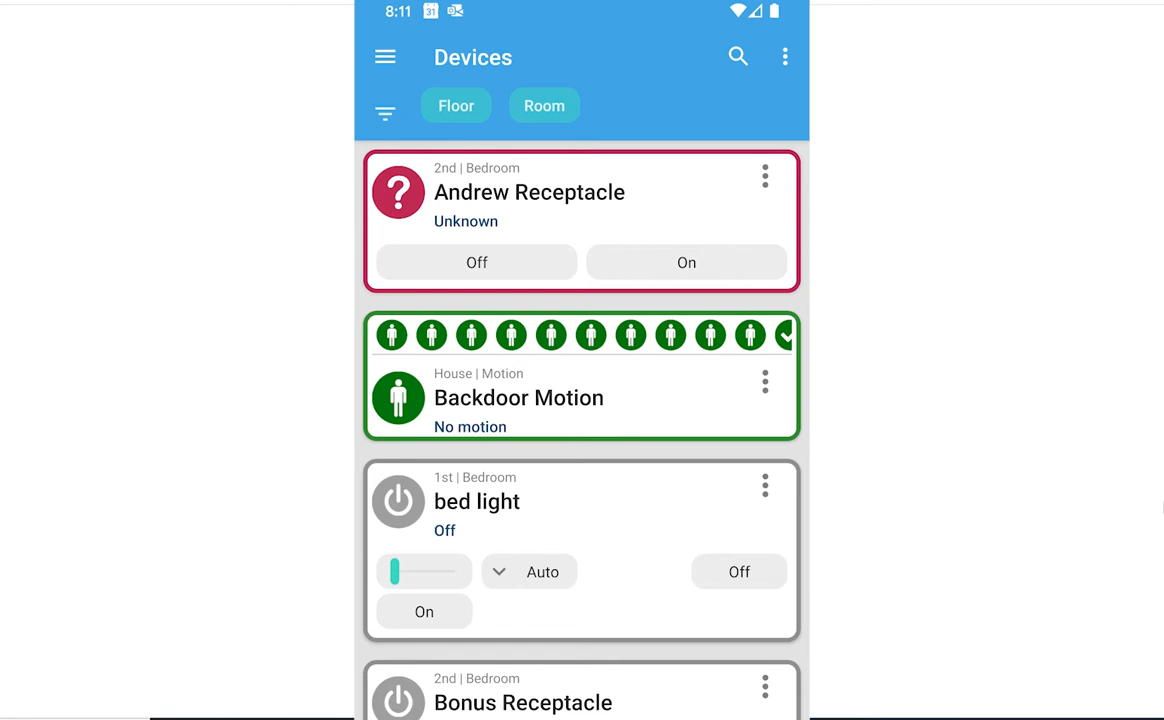 8:11 31
Devices
Floor Room
2nd | Bedroom
Andrew Receptacle
Unknown
Off On
House | Motion
Backdoor Motion
No motion
1st | Bedroom
bed light
Off
Auto Off
On
2nd | Bedroom
Bonus Receptacle